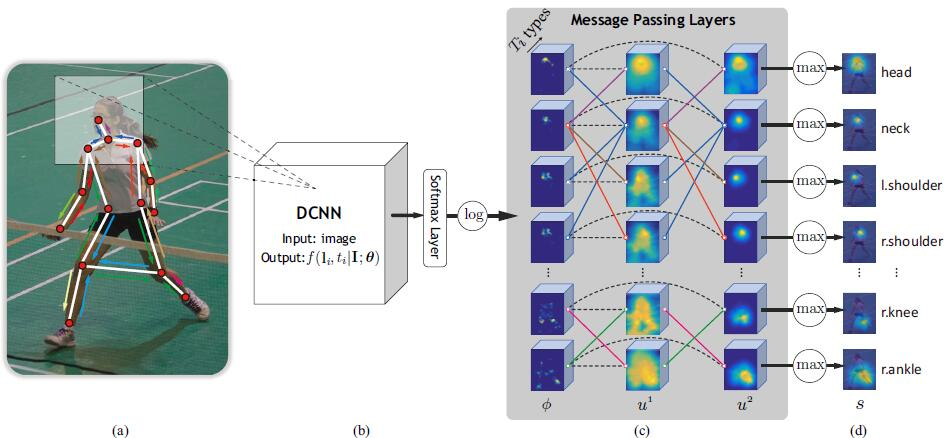 Message Passing Layers
T_i types
DCNN
Input: image
Output: f(l_i, t_i|I; θ)
Softmax Layer
log
max
head
max
neck
max
l.shoulder
max
r.shoulder
⋮ ⋮ ⋮ ⋮ ⋮
max
r.knee
max
r.ankle
ϕ u¹ u² s
(a) (b) (c) (d)